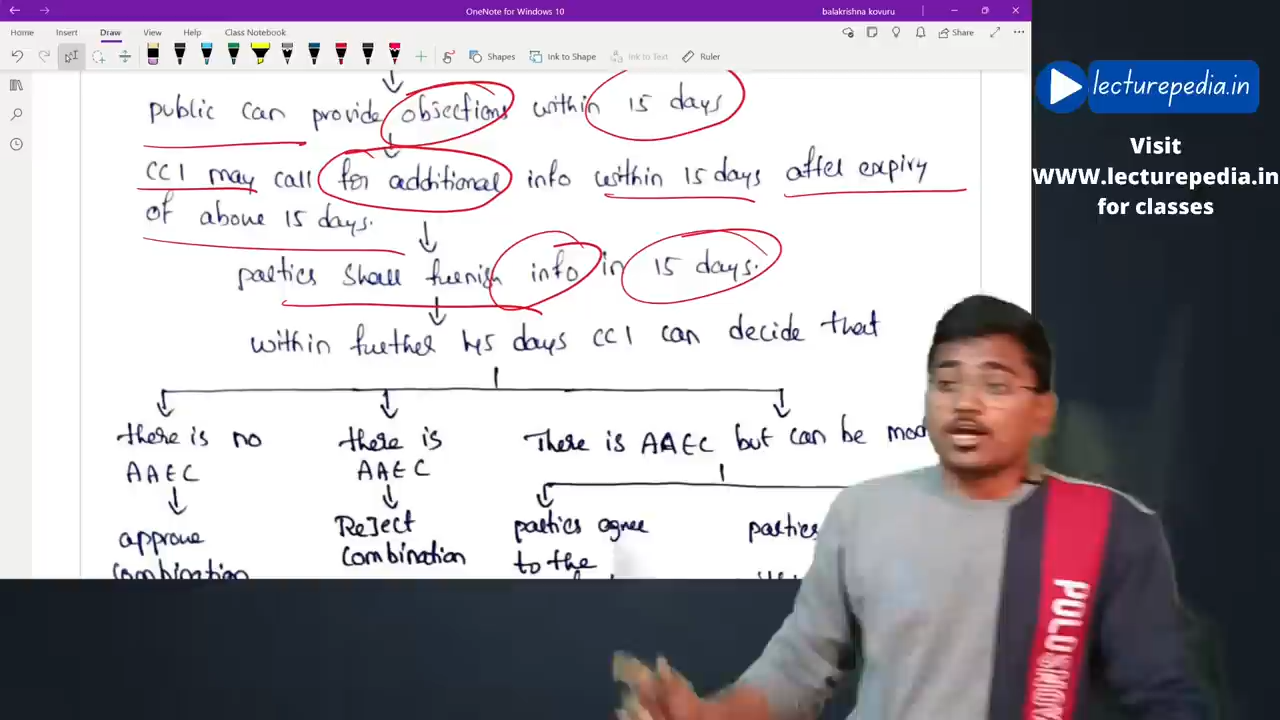 OneNote for Windows 10
balakrishna kovuru
Home Insert Draw View Help Class Notebook
Share
Shapes Ink to Shape Ink to Text Ruler
public can provide obsections within 15 days
CCI may call for additional info within 15 days after expiry
of above 15 days.
parties shall furnish info in 15 days.
within further 45 days CCI can decide that
there is no
AAEC
there is
AAEC
There is AAEC but can be
approve
combination
Reject
combination
parties agree
to the
parties
lecturepedia.in
Visit
WWW.lecturepedia.in
for classes
POLO